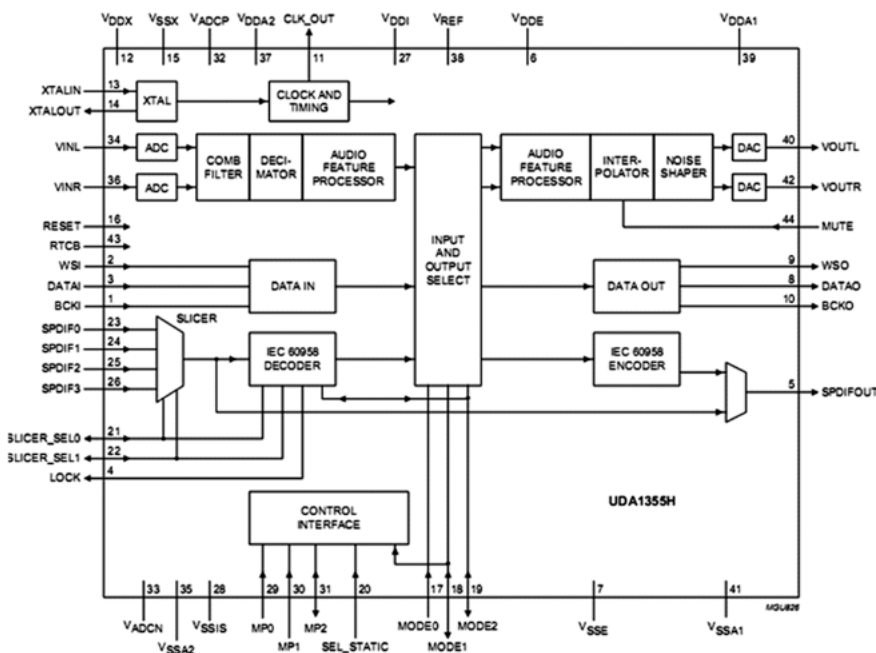 VDDX VSSX VADCP VDDA2 CLK_OUT VDDI VREF VDDE VDDA1
12 15 32 37 11 27 38 6 39
XTALIN 13
XTALOUT 14
XTAL
CLOCK AND
TIMING
VINL 34
ADC
VINR 36
ADC
COMB
FILTER
DECI-
MATOR
AUDIO
FEATURE
PROCESSOR
INPUT
AND
OUTPUT
SELECT
AUDIO
FEATURE
PROCESSOR
INTER-
POLATOR
NOISE
SHAPER
DAC
40 VOUTL
DAC
42 VOUTR
44 MUTE
RESET 16
RTCB 43
WSI 2
DATAI 3
BCKI 1
DATA IN
DATA OUT
9 WSO
8 DATAO
10 BCKO
SPDIF0 23
SPDIF1 24
SPDIF2 25
SPDIF3 26
SLICER
IEC 60958
DECODER
IEC 60958
ENCODER
5 SPDIFOUT
SLICER_SEL0 21
SLICER_SEL1 22
LOCK 4
CONTROL
INTERFACE
UDA1355H
33 35 28 29 30 31 20 17 18 19 7 41
MGU826
VADCN VSSA2 VSSIS MP0 MP1 MP2 SEL_STATIC MODE0 MODE1 MODE2 VSSE VSSA1